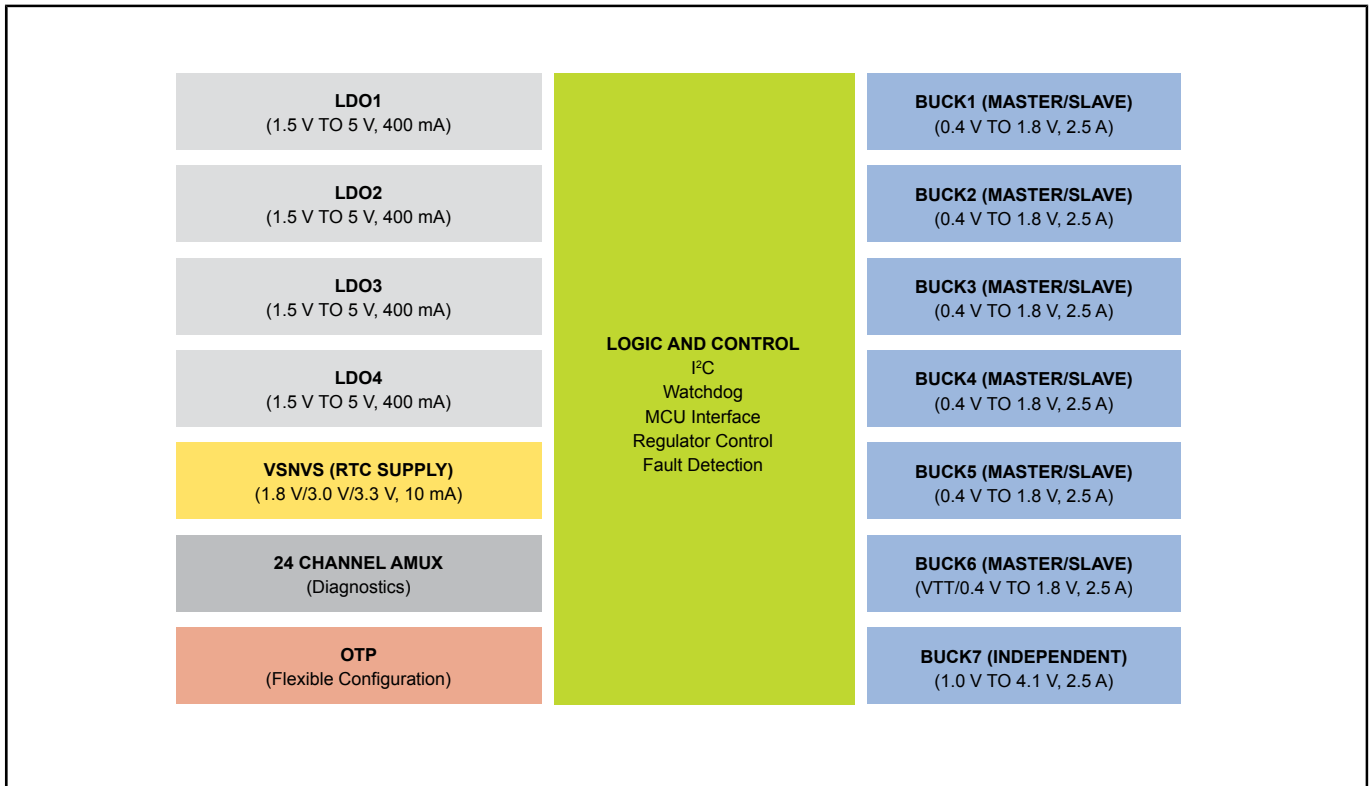 LDO1
(1.5 V TO 5 V, 400 mA)
LDO2
(1.5 V TO 5 V, 400 mA)
LDO3
(1.5 V TO 5 V, 400 mA)
LDO4
(1.5 V TO 5 V, 400 mA)
VSNVS (RTC SUPPLY)
(1.8 V/3.0 V/3.3 V, 10 mA)
24 CHANNEL AMUX
(Diagnostics)
OTP
(Flexible Configuration)
LOGIC AND CONTROL
I²C
Watchdog
MCU Interface
Regulator Control
Fault Detection
BUCK1 (MASTER/SLAVE)
(0.4 V TO 1.8 V, 2.5 A)
BUCK2 (MASTER/SLAVE)
(0.4 V TO 1.8 V, 2.5 A)
BUCK3 (MASTER/SLAVE)
(0.4 V TO 1.8 V, 2.5 A)
BUCK4 (MASTER/SLAVE)
(0.4 V TO 1.8 V, 2.5 A)
BUCK5 (MASTER/SLAVE)
(0.4 V TO 1.8 V, 2.5 A)
BUCK6 (MASTER/SLAVE)
(VTT/0.4 V TO 1.8 V, 2.5 A)
BUCK7 (INDEPENDENT)
(1.0 V TO 4.1 V, 2.5 A)